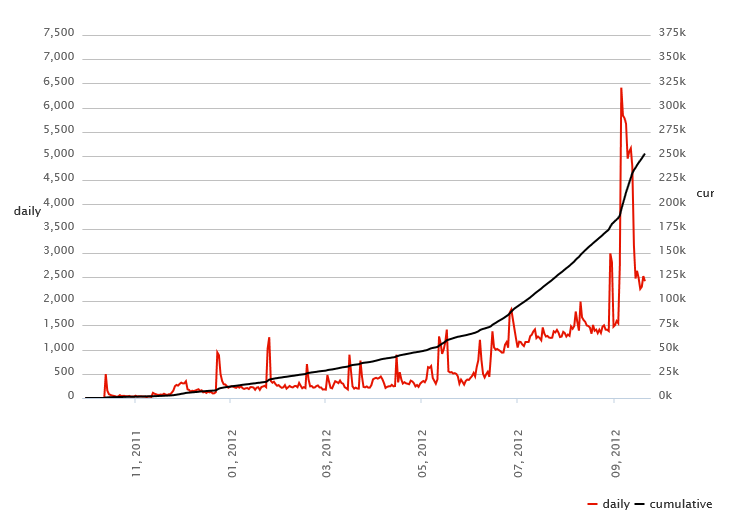 7,500 375k
7,000 350k
6,500 325k
6,000 300k
5,500 275k
5,000 250k
4,500 225k
4,000 200k
daily cur
3,500 175k
3,000 150k
2,500 125k
2,000 100k
1,500 75k
1,000 50k
500 25k
0 0k
11, 2011
01, 2012
03, 2012
05, 2012
07, 2012
09, 2012
daily cumulative